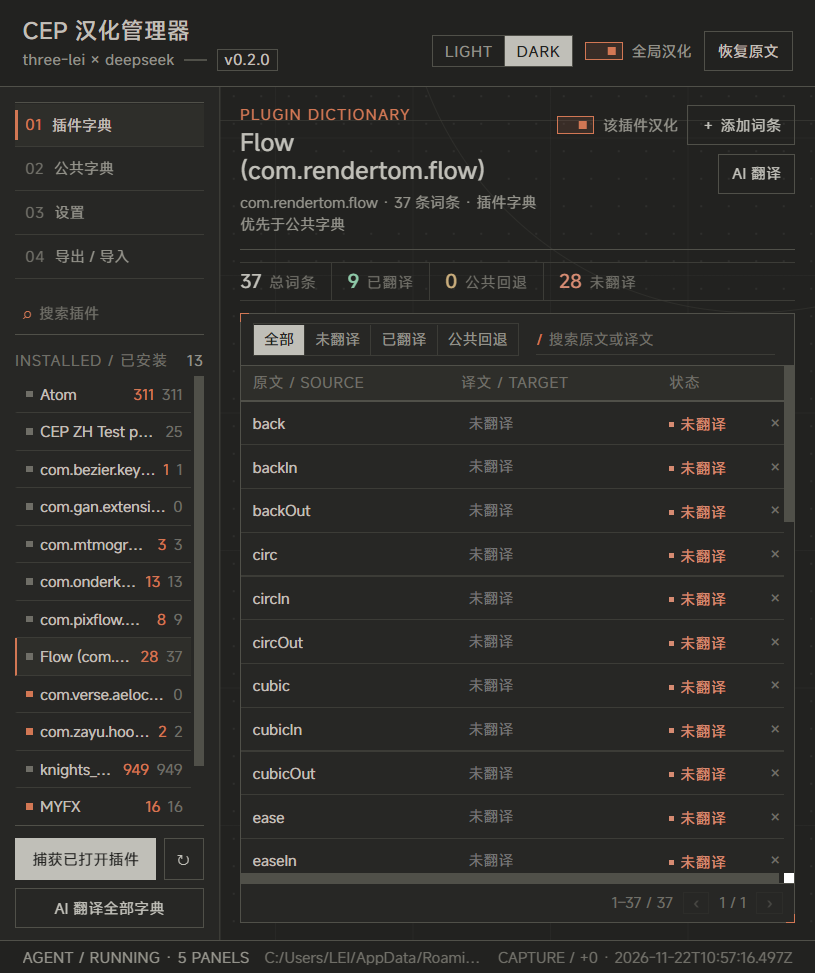 CEP 汉化管理器
three-lei × deepseek — v0.2.0
LIGHT DARK 全局汉化 恢复原文
01 插件字典
02 公共字典
03 设置
04 导出 / 导入
搜索插件
INSTALLED / 已安装 13
Atom 311 311
CEP ZH Test p... 25
com.bezier.key... 1 1
com.gan.extensi... 0
com.mtmogr... 3 3
com.onderk... 13 13
com.pixflow.... 8 9
Flow (com.... 28 37
com.verse.aeloc... 0
com.zayu.hoo... 2 2
knights_... 949 949
MYFX 16 16
捕获已打开插件 ↻
AI 翻译全部字典
PLUGIN DICTIONARY
Flow
(com.rendertom.flow)
com.rendertom.flow · 37 条词条 · 插件字典
优先于公共字典
该插件汉化 + 添加词条
AI 翻译
37 总词条 9 已翻译 0 公共回退 28 未翻译
全部 未翻译 已翻译 公共回退 / 搜索原文或译文
原文 / SOURCE 译文 / TARGET 状态
back 未翻译 未翻译 ×
backIn 未翻译 未翻译 ×
backOut 未翻译 未翻译 ×
circ 未翻译 未翻译 ×
circIn 未翻译 未翻译 ×
circOut 未翻译 未翻译 ×
cubic 未翻译 未翻译 ×
cubicIn 未翻译 未翻译 ×
cubicOut 未翻译 未翻译 ×
ease 未翻译 未翻译 ×
easeIn 未翻译 未翻译 ×
1–37 / 37 ‹ 1 / 1 ›
AGENT / RUNNING · 5 PANELS C:/Users/LEI/AppData/Roami... CAPTURE / +0 · 2026-11-22T10:57:16.497Z